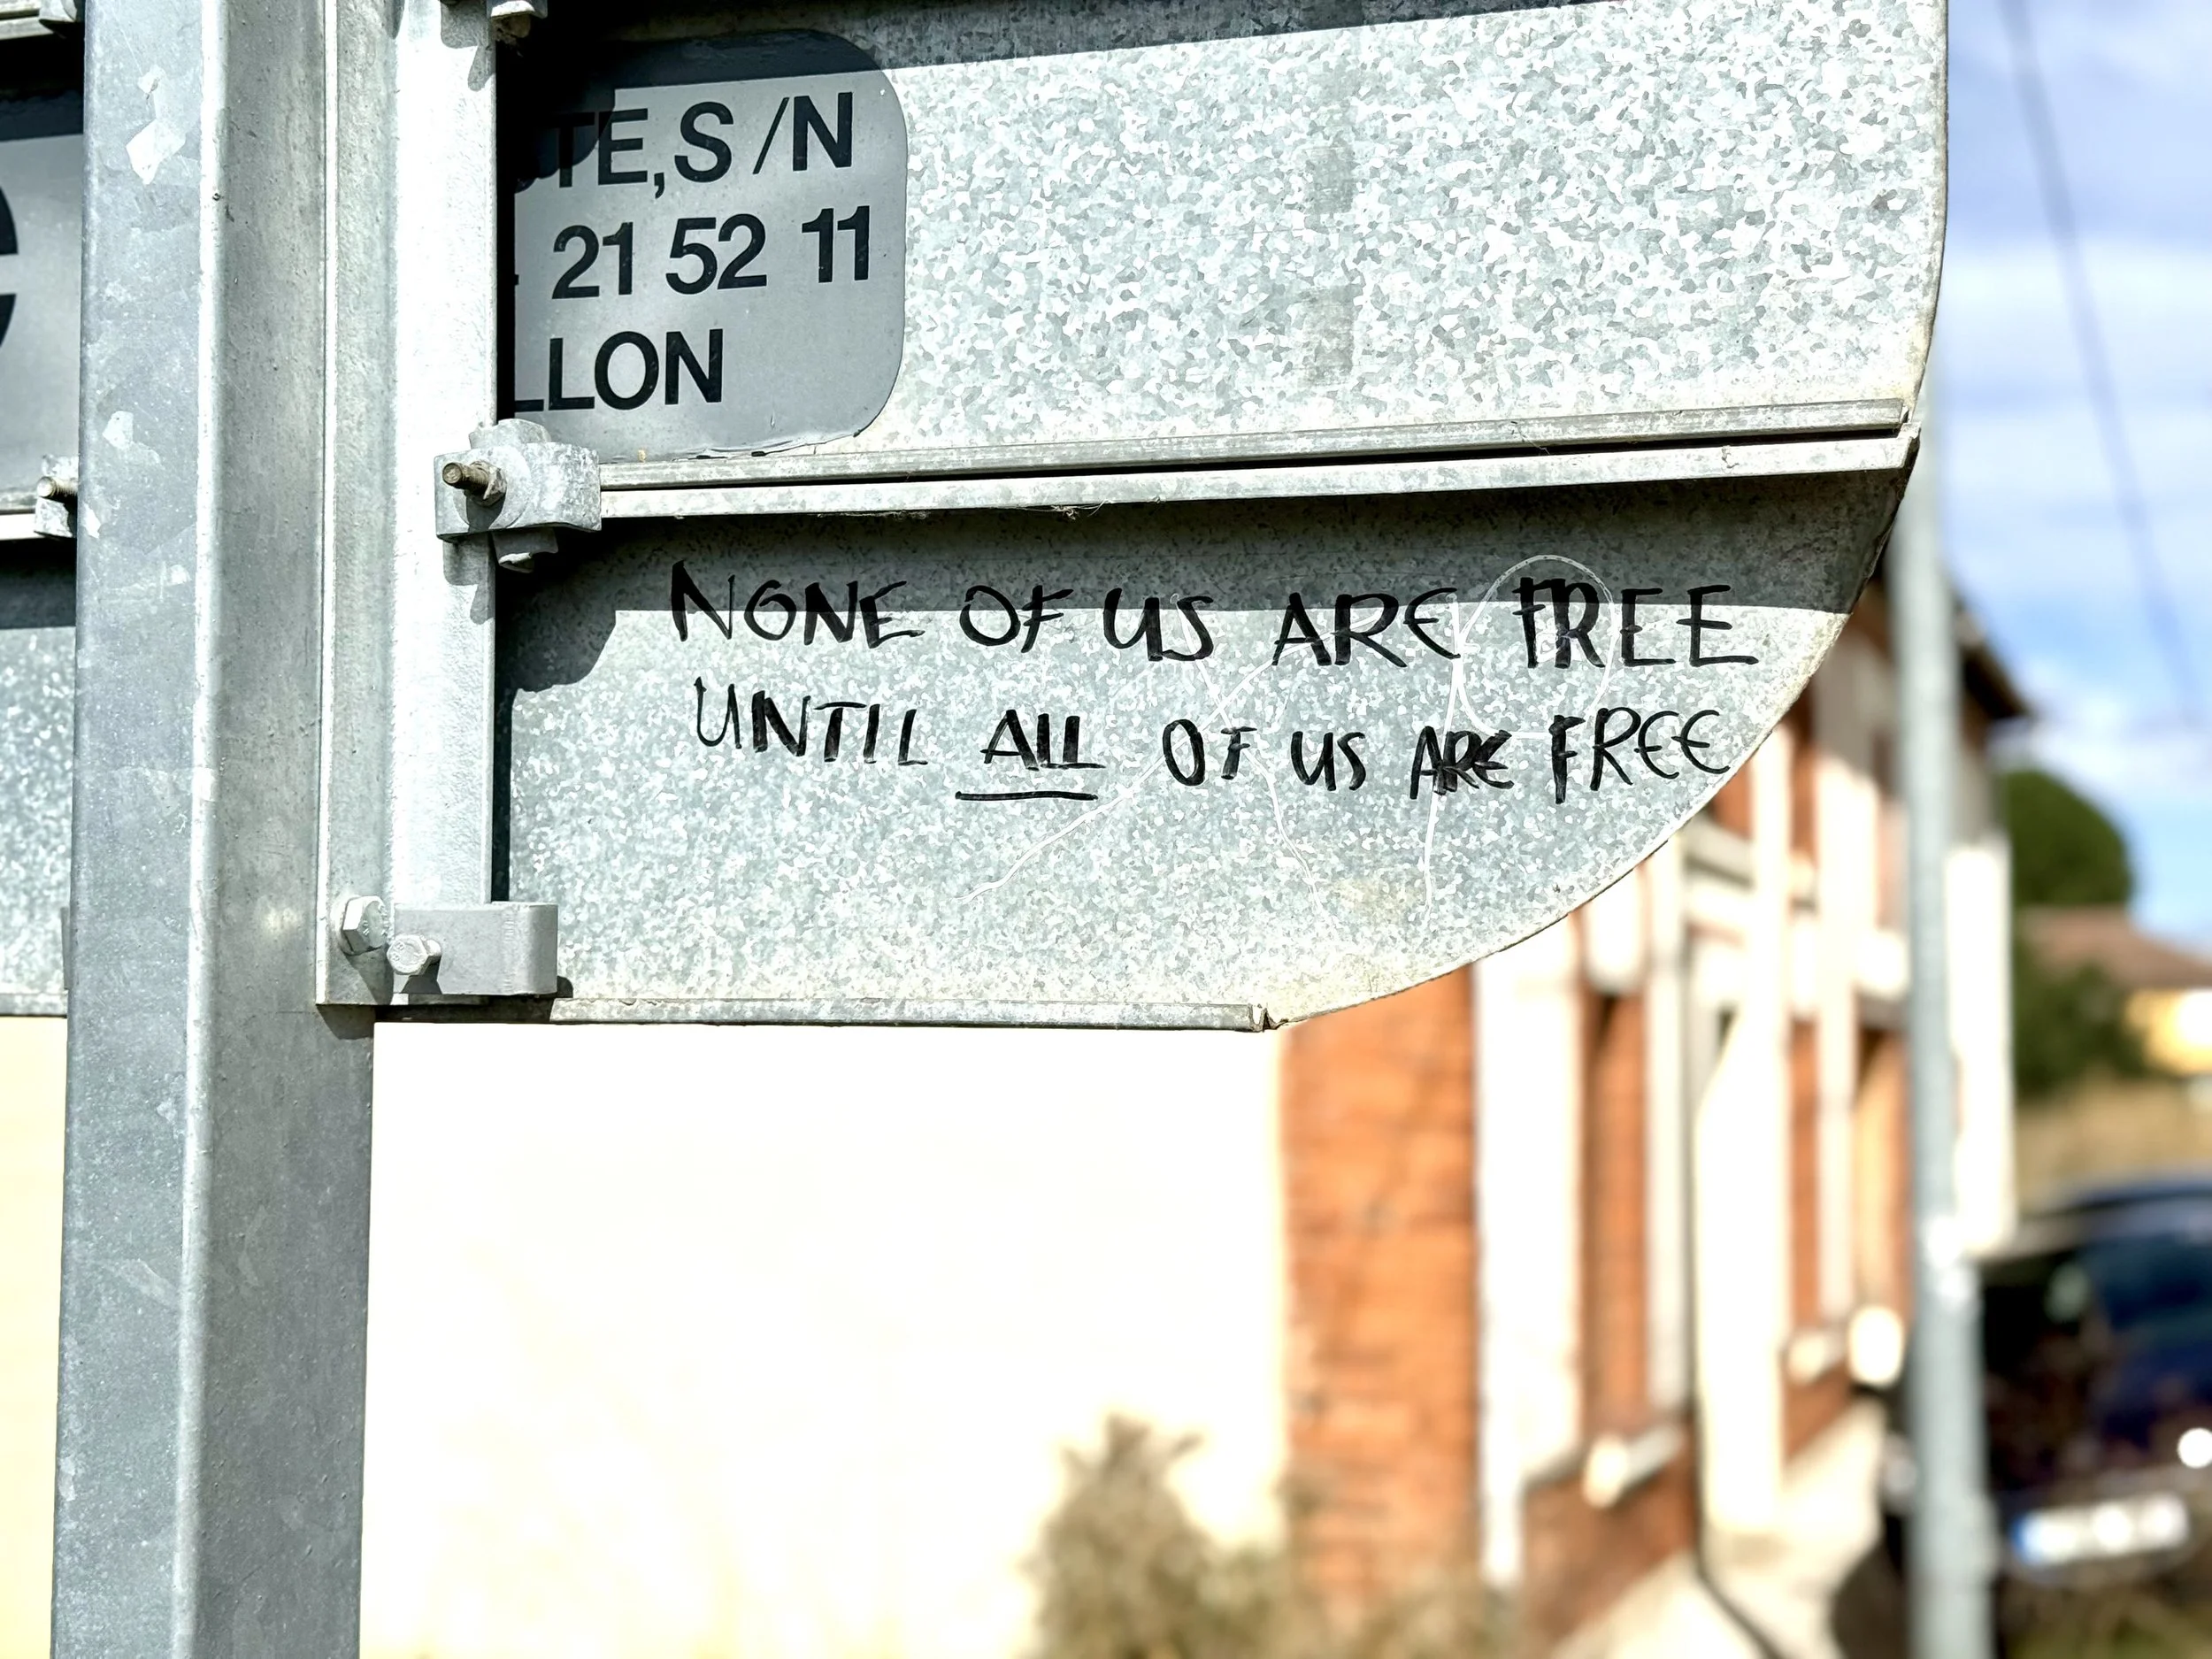 TE,S/N
21 52 11
LLON
NONE OF US ARE FREE
UNTIL ALL OF US ARE FREE